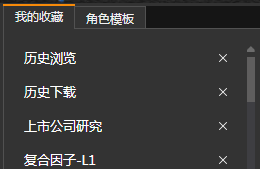 我的收藏 角色模板
历史浏览 ×
历史下载 ×
上市公司研究 ×
复合因子-L1 ×